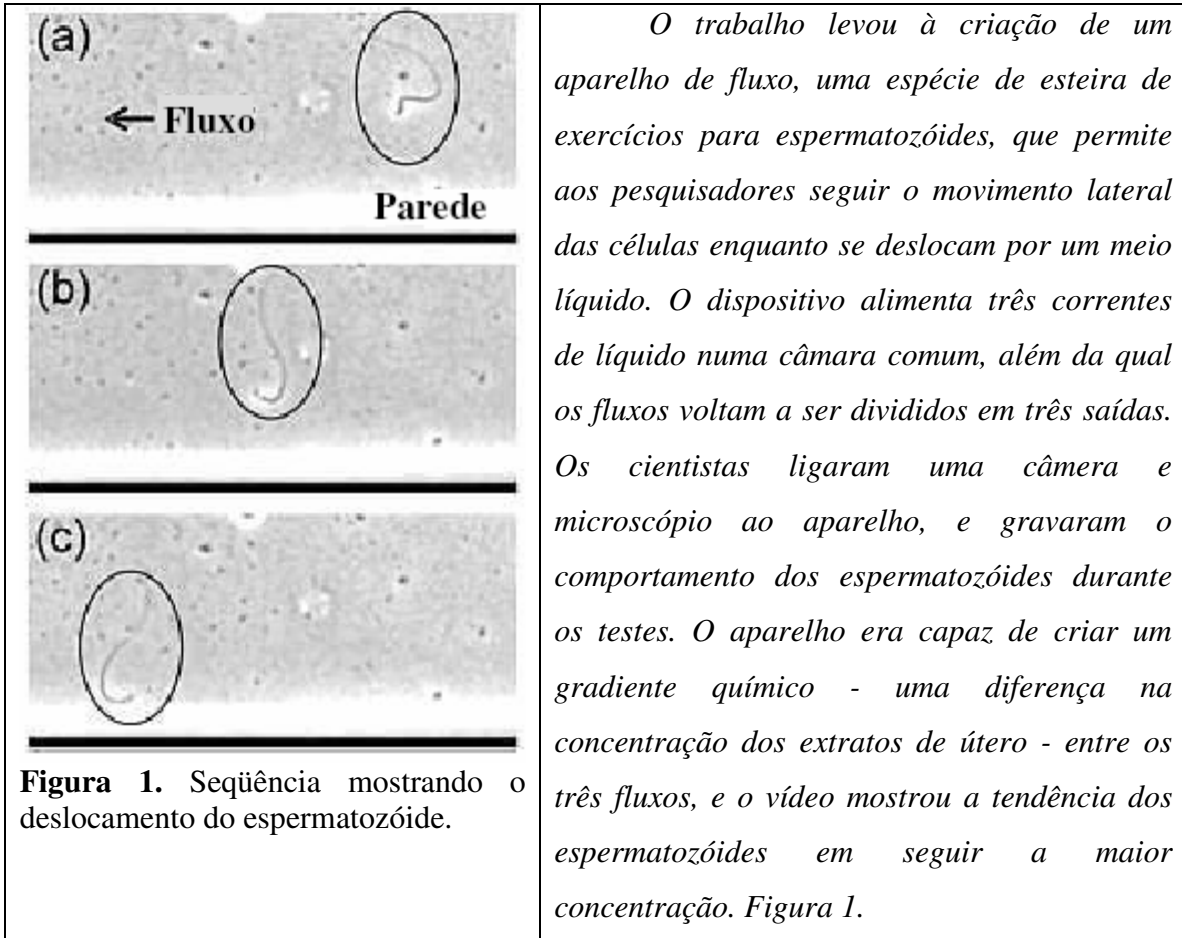 (a)
← Fluxo
Parede
(b)
(c)
Figura 1. Seqüência mostrando o
deslocamento do espermatozóide.
O trabalho levou à criação de um
aparelho de fluxo, uma espécie de esteira de
exercícios para espermatozóides, que permite
aos pesquisadores seguir o movimento lateral
das células enquanto se deslocam por um meio
líquido. O dispositivo alimenta três correntes
de líquido numa câmara comum, além da qual
os fluxos voltam a ser divididos em três saídas.
Os cientistas ligaram uma câmera e
microscópio ao aparelho, e gravaram o
comportamento dos espermatozóides durante
os testes. O aparelho era capaz de criar um
gradiente químico - uma diferença na
concentração dos extratos de útero - entre os
três fluxos, e o vídeo mostrou a tendência dos
espermatozóides em seguir a maior
concentração. Figura 1.